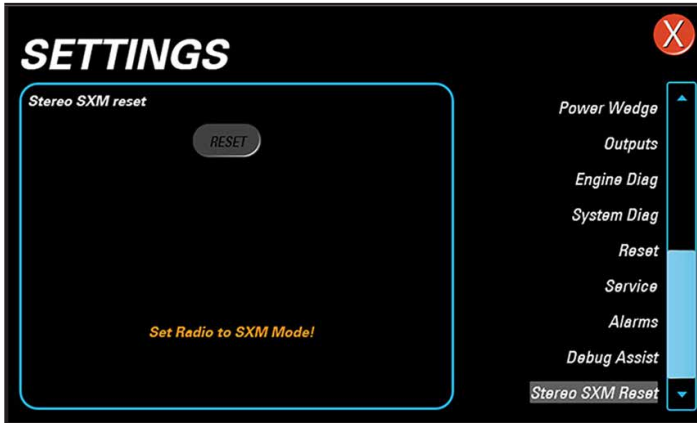 SETTINGS
X
Stereo SXM reset
RESET
Set Radio to SXM Mode!
Power Wedge
Outputs
Engine Diag
System Diag
Reset
Service
Alarms
Debug Assist
Stereo SXM Reset